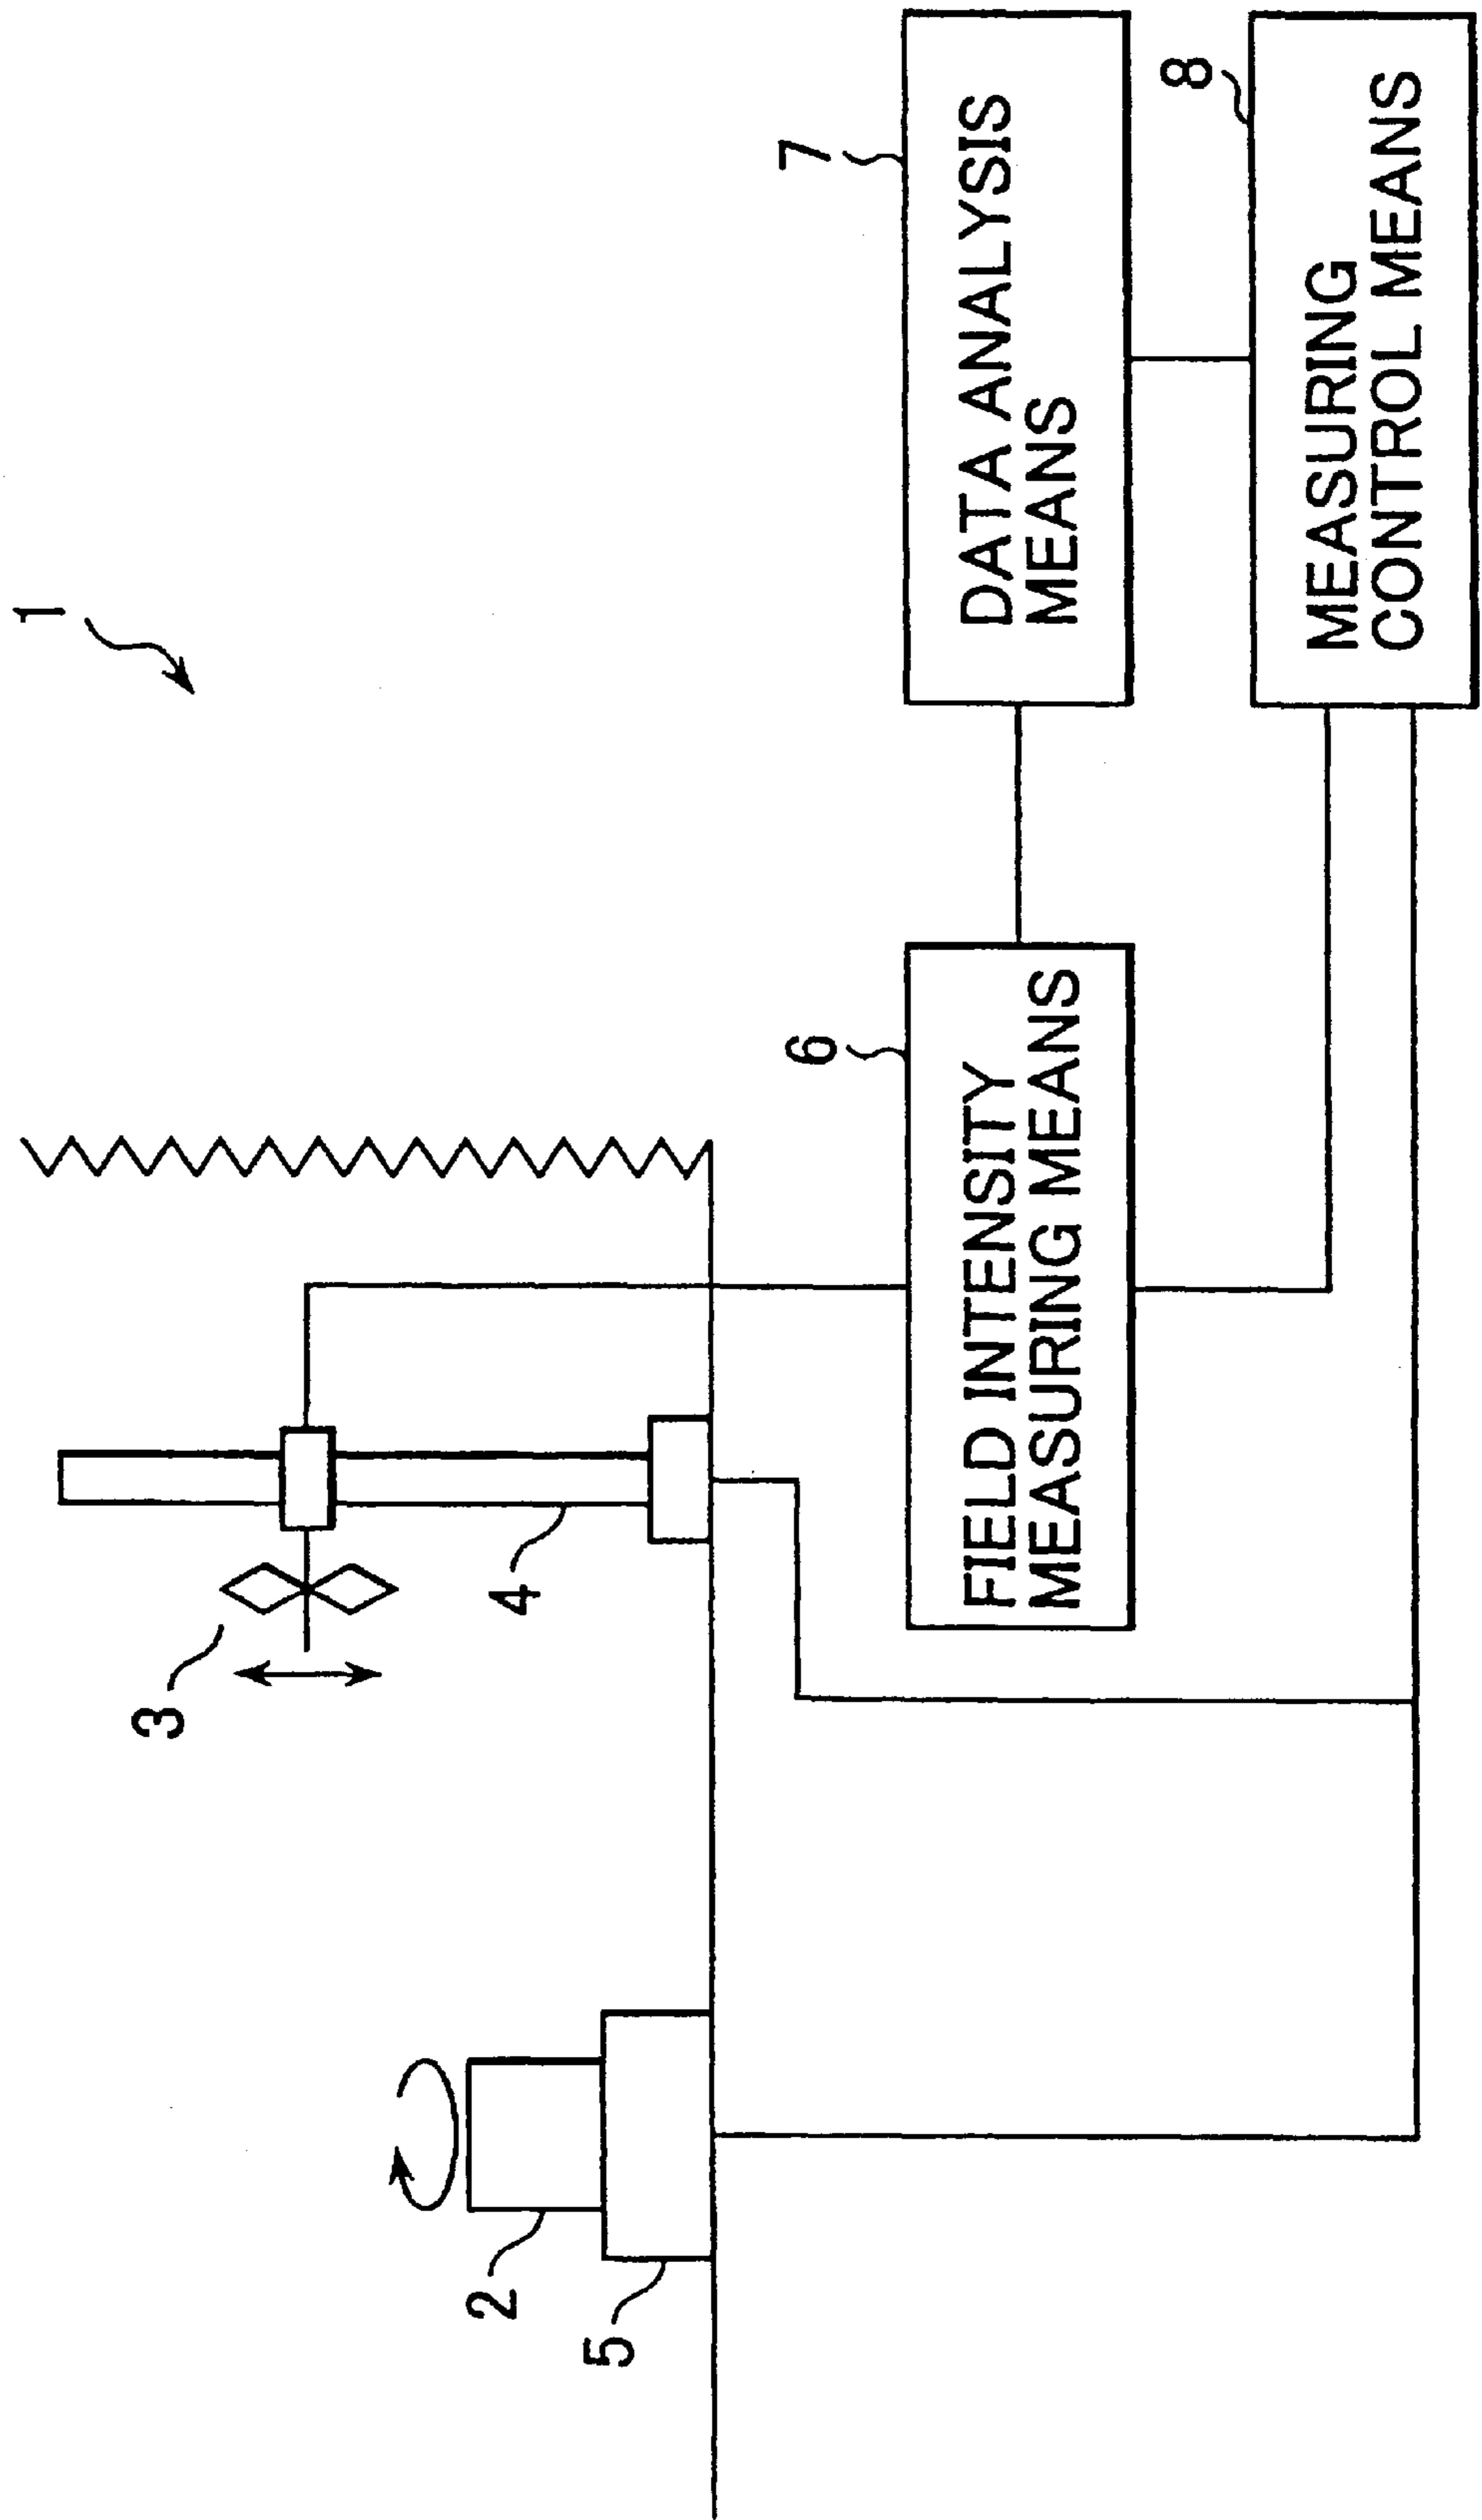 1
3
4
2
5
6
FIELD INTENSITY
MEASURING MEANS
7
DATA ANALYSIS
MEANS
8
MEASURING
CONTROL MEANS